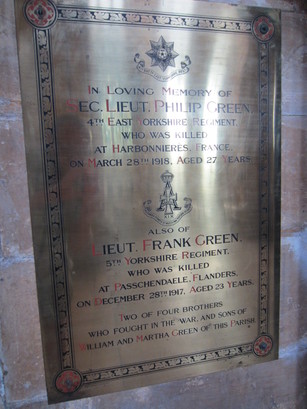 In Loving Memory of
Sec. Lieut. Philip Green,
4th East Yorkshire Regiment,
who was killed
at Harbonnieres, France,
on March 28th 1918, Aged 27 Years.
Also of
Lieut. Frank Green,
5th Yorkshire Regiment,
who was killed
at Passchendaele, Flanders,
on December 28th 1917, Aged 23 Years.
Two of four brothers
who fought in the war, and sons of
William and Martha Green of this Parish.